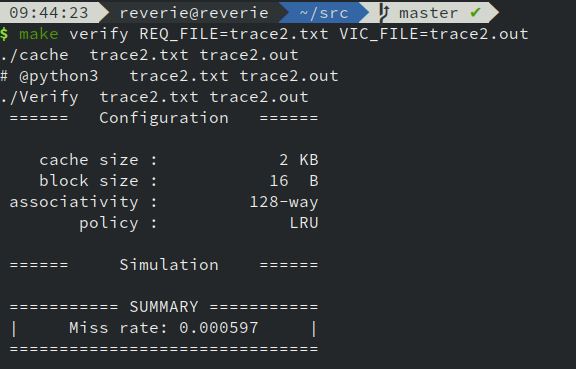 09:44:23 reverie@reverie ~/src master ✔
$ make verify REQ_FILE=trace2.txt VIC_FILE=trace2.out
./cache  trace2.txt trace2.out
# @python3   trace2.txt trace2.out
./Verify  trace2.txt trace2.out
======   Configuration   ======
cache size :            2 KB
block size :           16  B
associativity :         128-way
policy :             LRU
======     Simulation    ======
=========== SUMMARY ===========
|     Miss rate: 0.000597     |
===============================